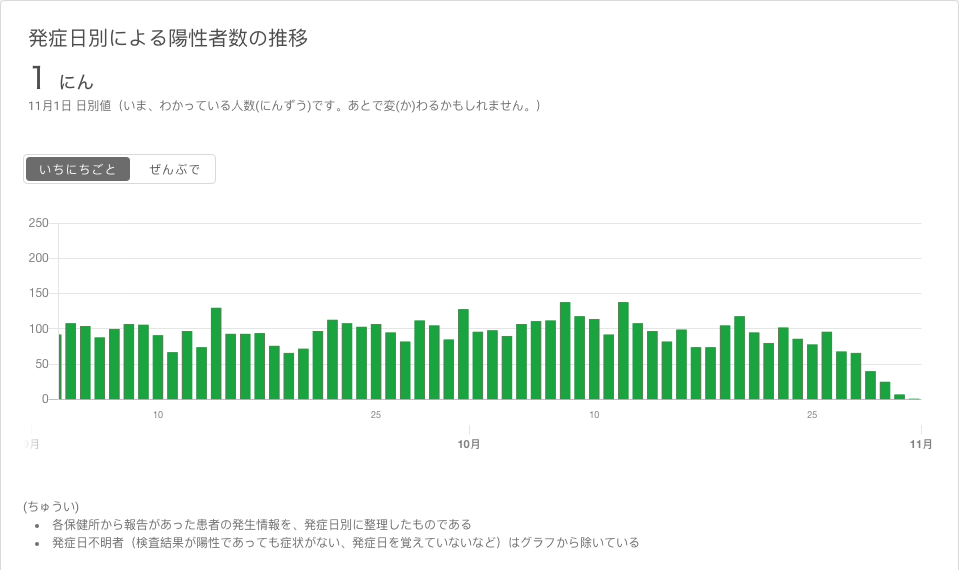 発症日別による陽性者数の推移
1 にん
11月1日 日別値（いま、わかっている人数(にんずう)です。あとで変(か)わるかもしれません。）
いちにちごと ぜんぶで
250
200
150
100
50
0
10 25 10 25
月 10月 11月
(ちゅうい)
• 各保健所から報告があった患者の発生情報を、発症日別に整理したものである
• 発症日不明者（検査結果が陽性であっても症状がない、発症日を覚えていないなど）はグラフから除いている